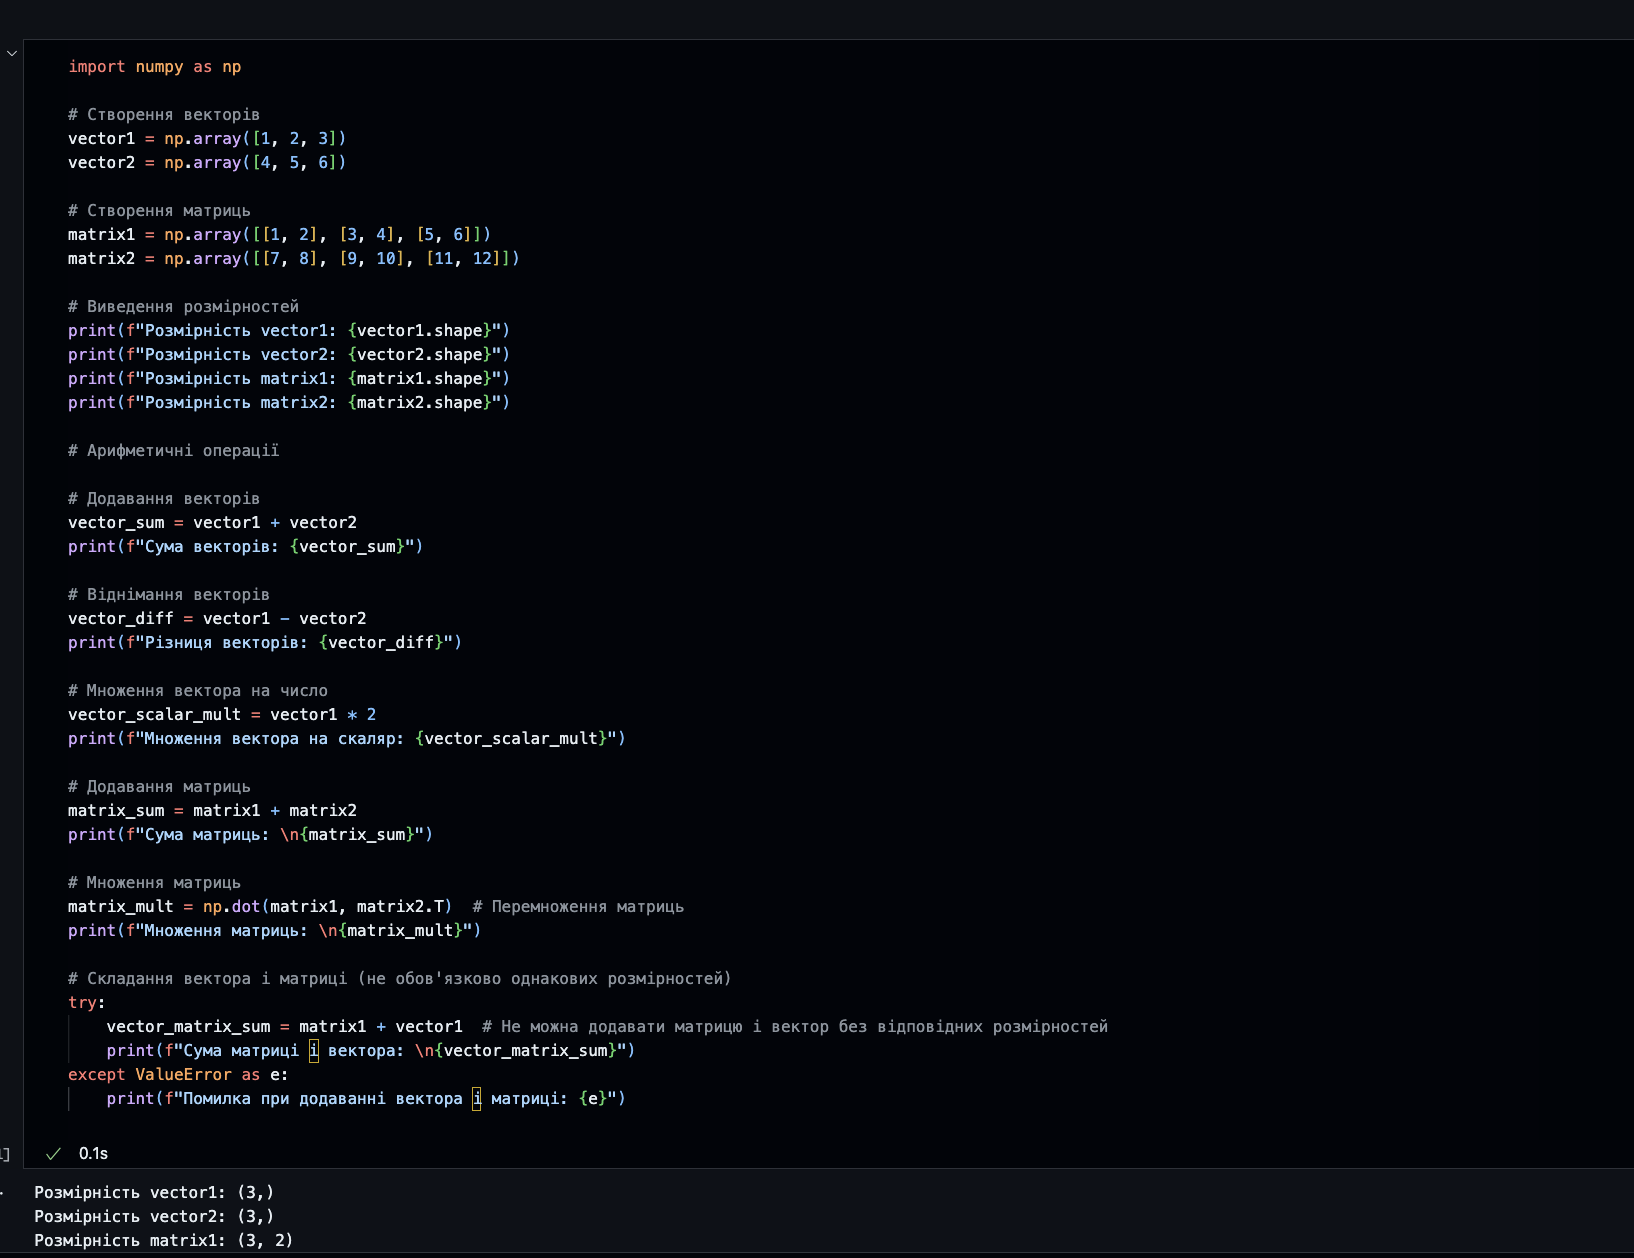 import numpy as np
# Створення векторів
vector1 = np.array([1, 2, 3])
vector2 = np.array([4, 5, 6])
# Створення матриць
matrix1 = np.array([[1, 2], [3, 4], [5, 6]])
matrix2 = np.array([[7, 8], [9, 10], [11, 12]])
# Виведення розмірностей
print(f"Розмірність vector1: {vector1.shape}")
print(f"Розмірність vector2: {vector2.shape}")
print(f"Розмірність matrix1: {matrix1.shape}")
print(f"Розмірність matrix2: {matrix2.shape}")
# Арифметичні операції
# Додавання векторів
vector_sum = vector1 + vector2
print(f"Сума векторів: {vector_sum}")
# Віднімання векторів
vector_diff = vector1 - vector2
print(f"Різниця векторів: {vector_diff}")
# Множення вектора на число
vector_scalar_mult = vector1 * 2
print(f"Множення вектора на скаляр: {vector_scalar_mult}")
# Додавання матриць
matrix_sum = matrix1 + matrix2
print(f"Сума матриць: \n{matrix_sum}")
# Множення матриць
matrix_mult = np.dot(matrix1, matrix2.T)  # Перемноження матриць
print(f"Множення матриць: \n{matrix_mult}")
# Складання вектора і матриці (не обов'язково однакових розмірностей)
try:
    vector_matrix_sum = matrix1 + vector1  # Не можна додавати матрицю і вектор без відповідних розмірностей
    print(f"Сума матриці і вектора: \n{vector_matrix_sum}")
except ValueError as e:
    print(f"Помилка при додаванні вектора і матриці: {e}")
0.1s
Розмірність vector1: (3,)
Розмірність vector2: (3,)
Розмірність matrix1: (3, 2)